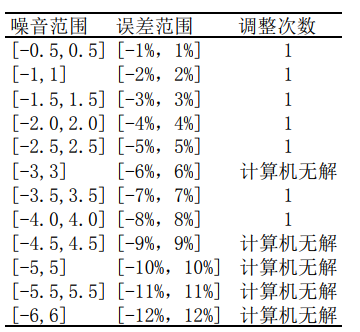 噪音范围 误差范围 调整次数
[-0.5,0.5] [-1%，1%] 1
[-1,1] [-2%，2%] 1
[-1.5,1.5] [-3%，3%] 1
[-2.0,2.0] [-4%，4%] 1
[-2.5,2.5] [-5%，5%] 1
[-3,3] [-6%，6%] 计算机无解
[-3.5,3.5] [-7%，7%] 1
[-4.0,4.0] [-8%，8%] 1
[-4.5,4.5] [-9%，9%] 计算机无解
[-5,5] [-10%，10%] 计算机无解
[-5.5,5.5] [-11%，11%] 计算机无解
[-6,6] [-12%，12%] 计算机无解